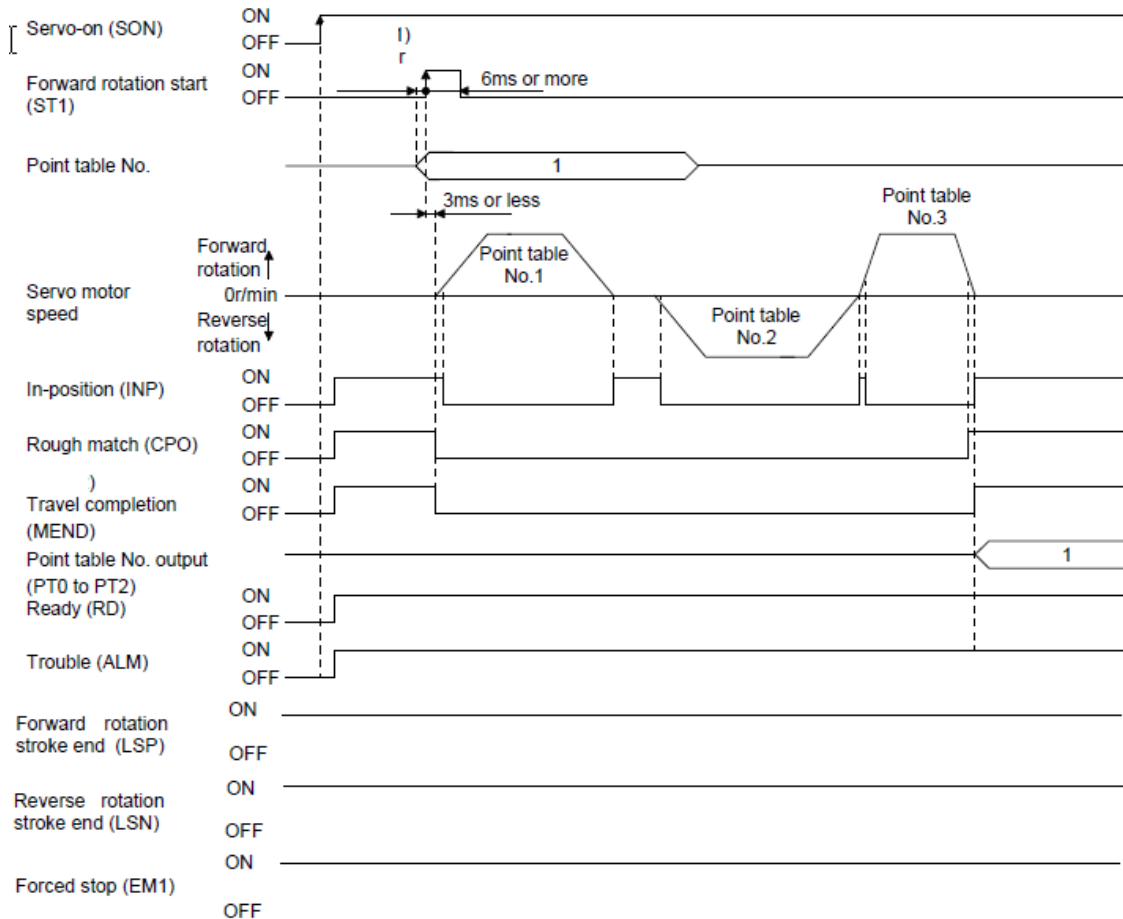 ON
Servo-on (SON)
OFF
1)
r
ON
6ms or more
Forward rotation start
OFF
(ST1)
Point table No.
1
3ms or less
Point table
No.3
Forward
rotation
Point table
No.1
Servo motor
speed
0r/min
Reverse
rotation
Point table
No.2
ON
In-position (INP)
OFF
ON
Rough match (CPO)
OFF
)
ON
Travel completion
OFF
(MEND)
Point table No. output
1
(PT0 to PT2)
Ready (RD)
ON
OFF
ON
Trouble (ALM)
OFF
ON
Forward rotation
stroke end (LSP)
OFF
ON
Reverse rotation
stroke end (LSN)
OFF
ON
Forced stop (EM1)
OFF